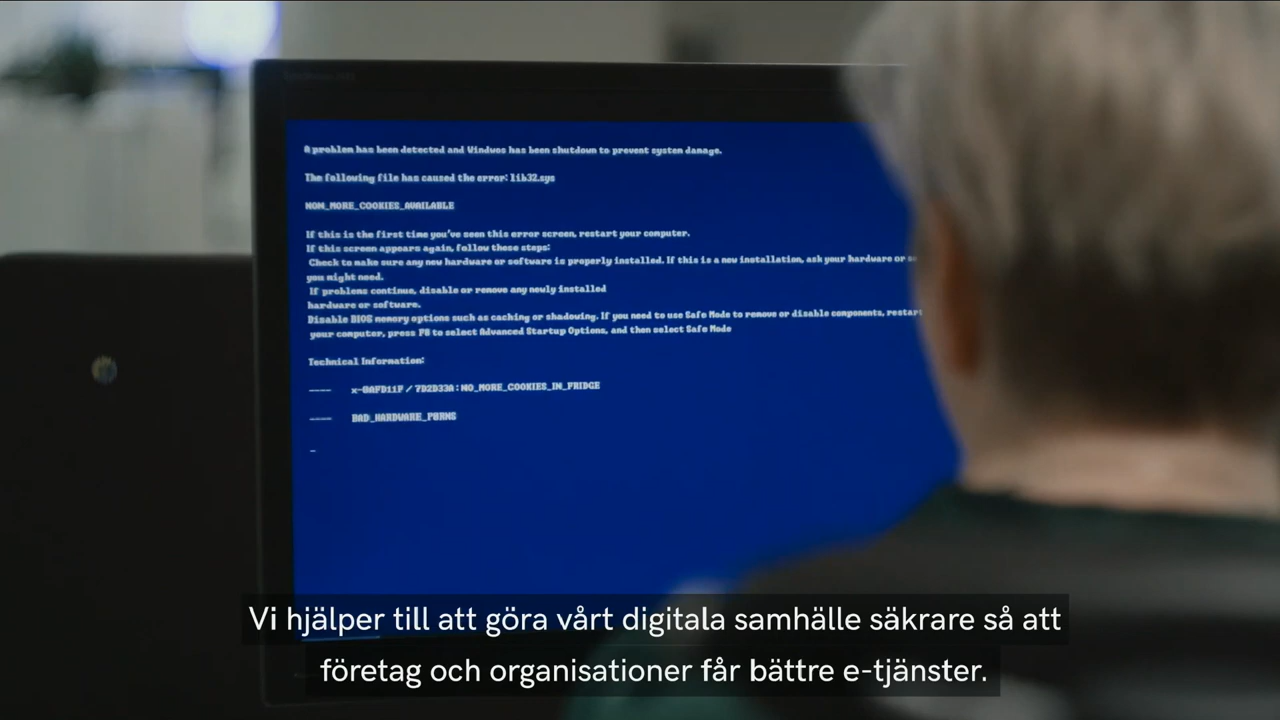 A problem has been detected and Windwos has been shutdown to prevent system damage.
The following file has caused the error: lib32.sys
NOM_MORE_COOKIES_AVAILABLE
If this is the first time you've seen this error screen, restart your computer.
If this screen appears again, follow these steps:
Check to make sure any new hardware or software is properly installed. If this is a new installation, ask your hardware or
you might need.
If problems continue, disable or remove any newly installed
hardware or software.
Disable BIOS memory options such as caching or shadowing. If you need to use Safe Mode to remove or disable components, restart
your computer, press F8 to select Advanced Startup Options, and then select Safe Mode
Technical Information:
---- x-0AFD11F / 7D2D33A : NO_MORE_COOKIES_IN_FRIDGE
---- BAD_HARDWARE_P0RNS
Vi hjälper till att göra vårt digitala samhälle säkrare så att
företag och organisationer får bättre e-tjänster.